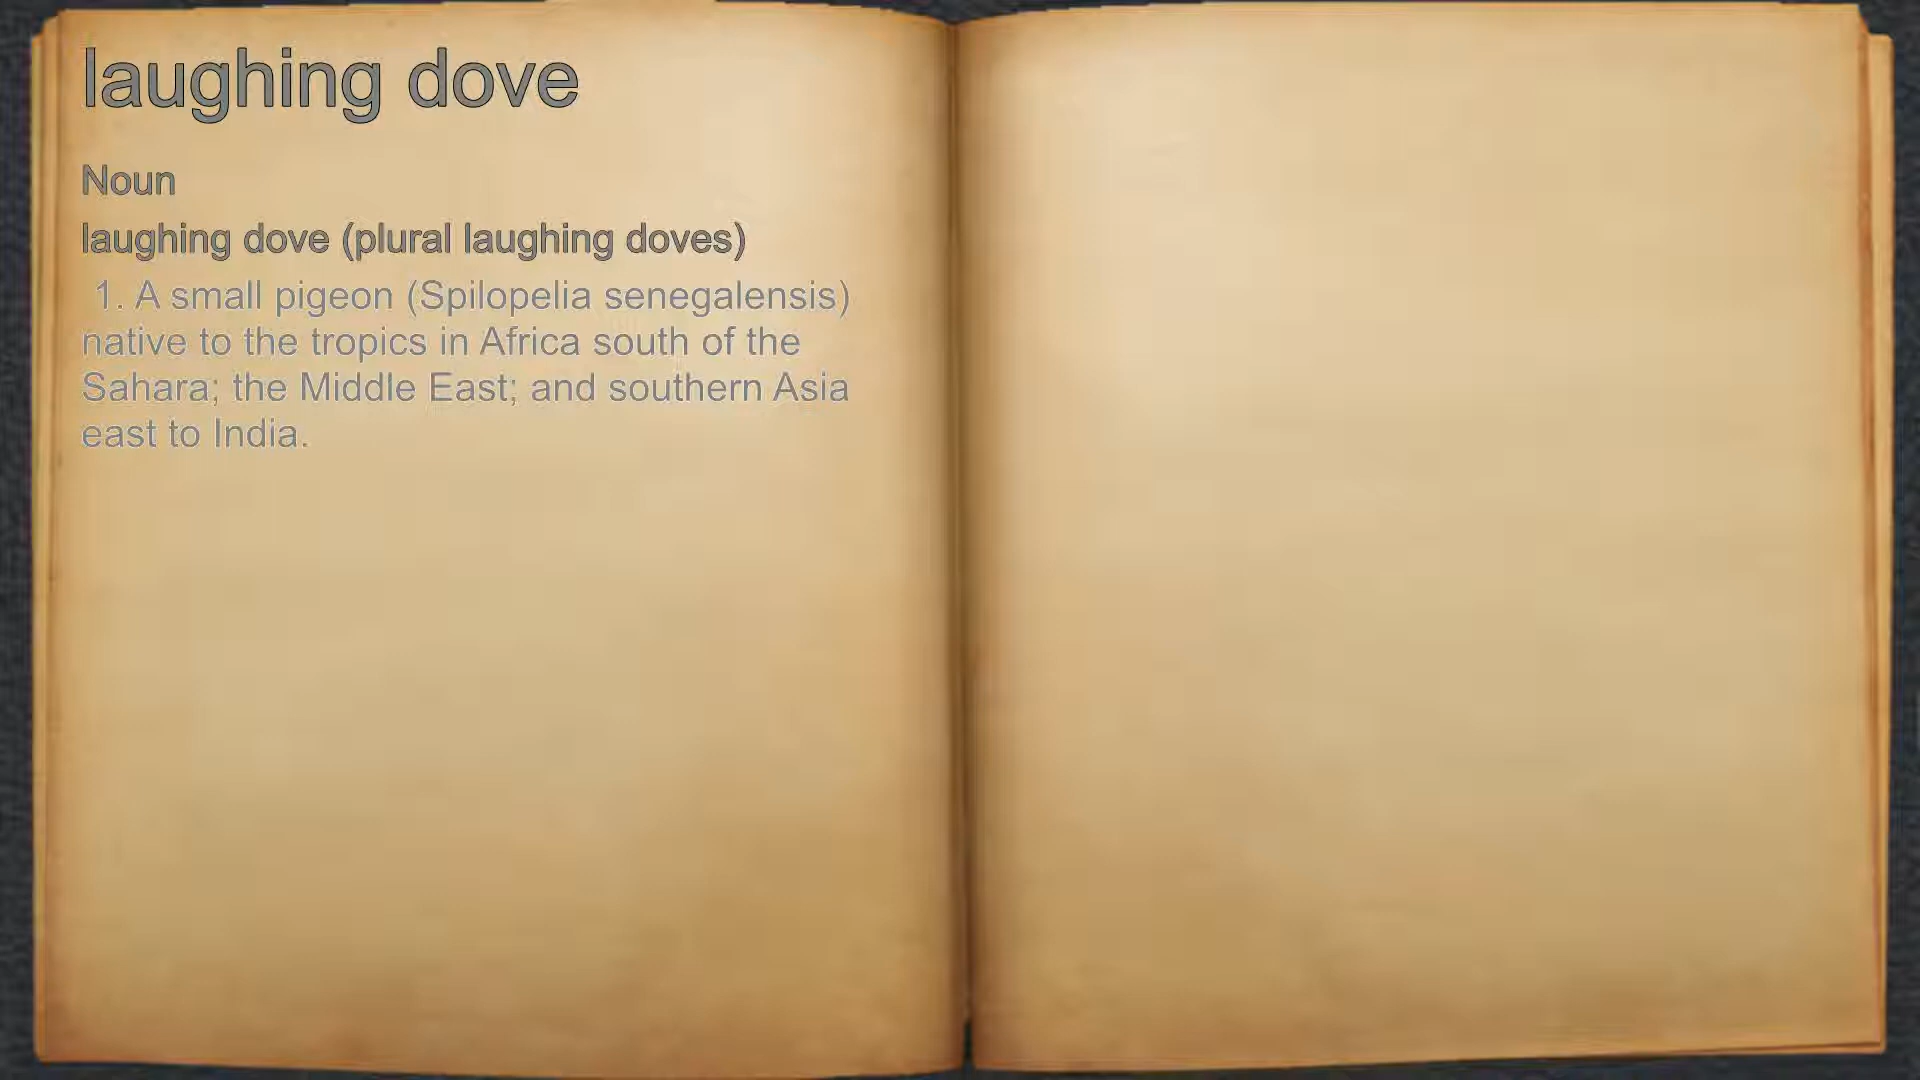 laughing dove
Noun
laughing dove (plural laughing doves)
1. A small pigeon (Spilopelia senegalensis)
native to the tropics in Africa south of the
Sahara; the Middle East; and southern Asia
east to India.